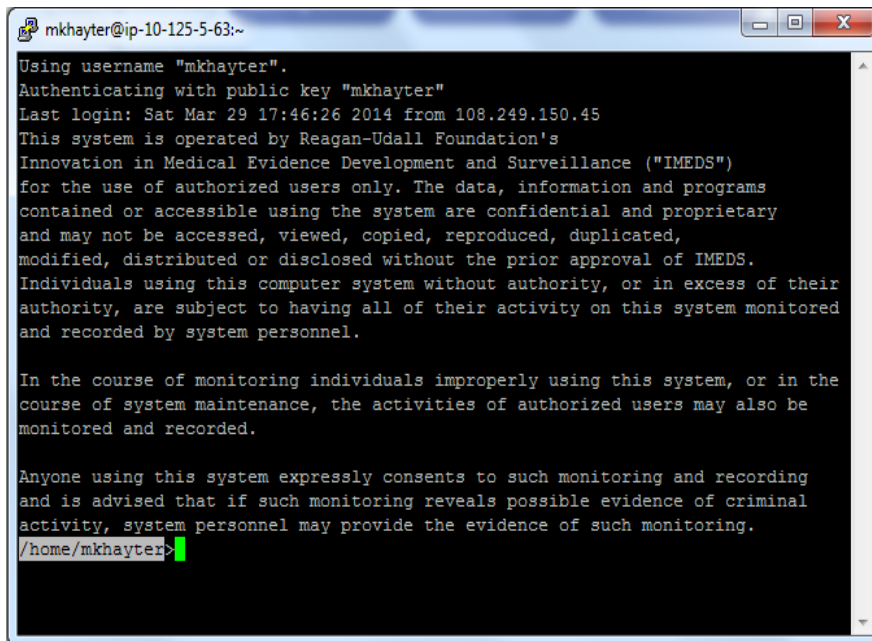 mkhayter@ip-10-125-5-63:~
Using username "mkhayter".
Authenticating with public key "mkhayter"
Last login: Sat Mar 29 17:46:26 2014 from 108.249.150.45
This system is operated by Reagan-Udall Foundation's
Innovation in Medical Evidence Development and Surveillance ("IMEDS")
for the use of authorized users only. The data, information and programs
contained or accessible using the system are confidential and proprietary
and may not be accessed, viewed, copied, reproduced, duplicated,
modified, distributed or disclosed without the prior approval of IMEDS.
Individuals using this computer system without authority, or in excess of their
authority, are subject to having all of their activity on this system monitored
and recorded by system personnel.
In the course of monitoring individuals improperly using this system, or in the
course of system maintenance, the activities of authorized users may also be
monitored and recorded.
Anyone using this system expressly consents to such monitoring and recording
and is advised that if such monitoring reveals possible evidence of criminal
activity, system personnel may provide the evidence of such monitoring.
/home/mkhayter>